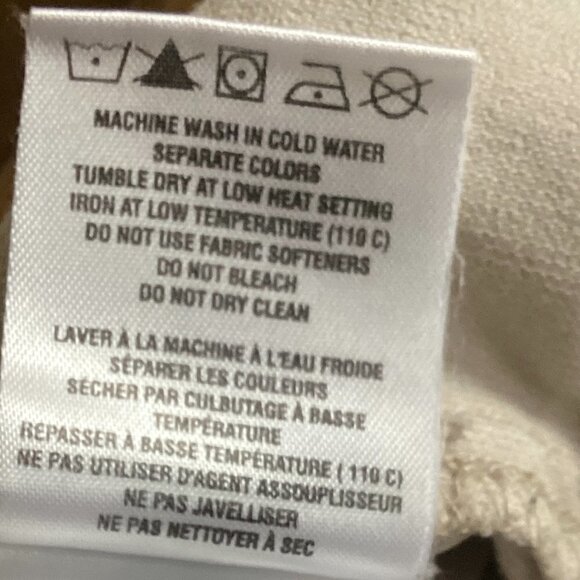 MACHINE WASH IN COLD WATER
SEPARATE COLORS
TUMBLE DRY AT LOW HEAT SETTING
IRON AT LOW TEMPERATURE (110 C)
DO NOT USE FABRIC SOFTENERS
DO NOT BLEACH
DO NOT DRY CLEAN
LAVER À LA MACHINE À L'EAU FROIDE
SÉPARER LES COULEURS
SÉCHER PAR CULBUTAGE À BASSE
TEMPÉRATURE
REPASSER À BASSE TEMPÉRATURE ( 110 C)
NE PAS UTILISER D'AGENT ASSOUPLISSEUR
NE PAS JAVELLISER
NE PAS NETTOYER À SEC